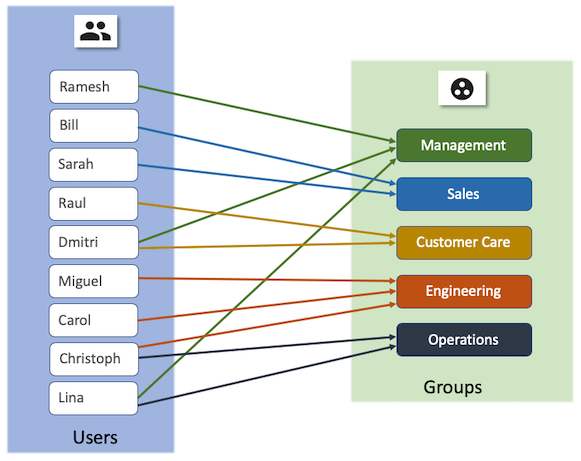 Ramesh
Bill
Sarah
Raul
Dmitri
Miguel
Carol
Christoph
Lina
Users
Management
Sales
Customer Care
Engineering
Operations
Groups